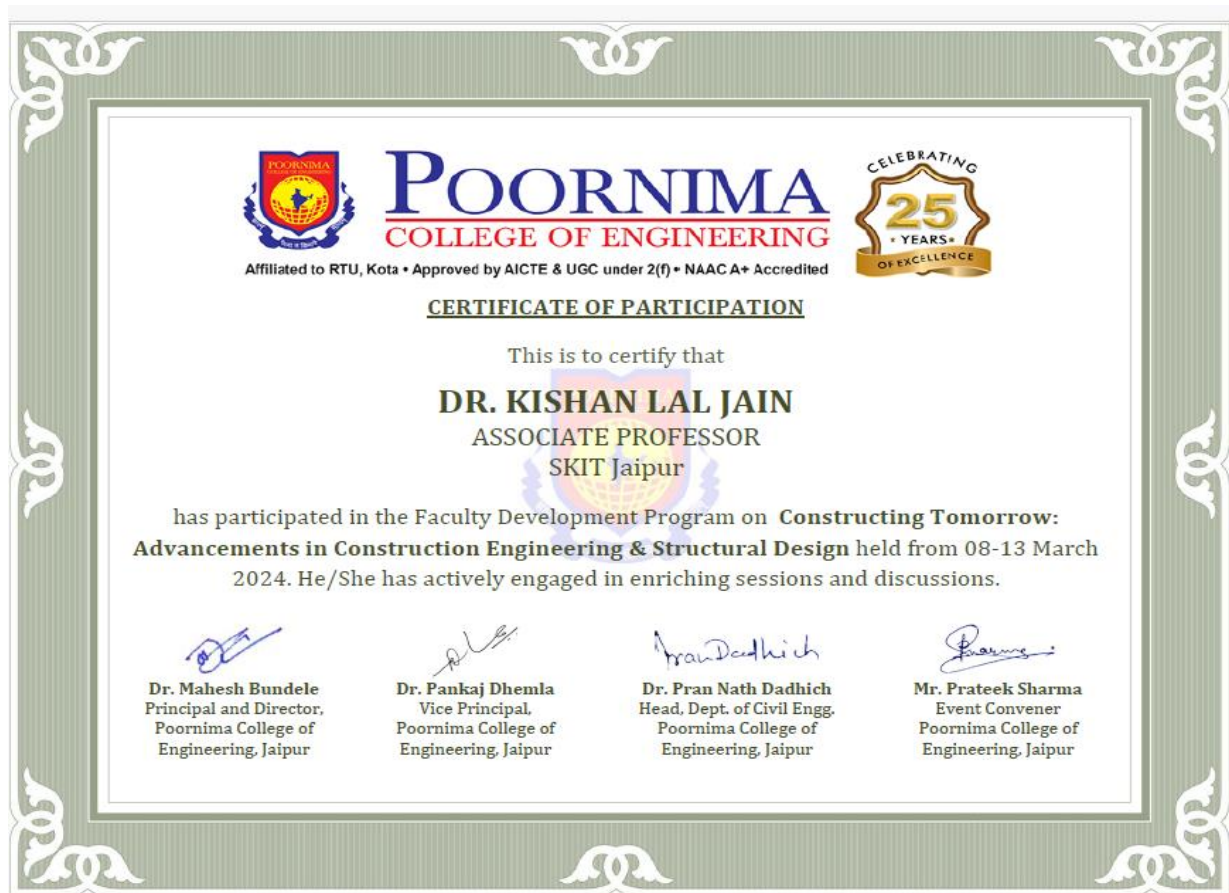 POORNIMA
COLLEGE OF ENGINEERING
POORNIMA
COLLEGE OF ENGINEERING
Affiliated to RTU, Kota • Approved by AICTE & UGC under 2(f) • NAAC A+ Accredited
CELEBRATING
25
YEARS
OF EXCELLENCE
CERTIFICATE OF PARTICIPATION
This is to certify that
DR. KISHAN LAL JAIN
ASSOCIATE PROFESSOR
SKIT Jaipur
has participated in the Faculty Development Program on Constructing Tomorrow:
Advancements in Construction Engineering & Structural Design held from 08-13 March
2024. He/She has actively engaged in enriching sessions and discussions.
PranDadhich
Dr. Mahesh Bundele
Principal and Director,
Poornima College of
Engineering, Jaipur
Dr. Pankaj Dhemla
Vice Principal,
Poornima College of
Engineering, Jaipur
Dr. Pran Nath Dadhich
Head, Dept. of Civil Engg.
Poornima College of
Engineering, Jaipur
Mr. Prateek Sharma
Event Convener
Poornima College of
Engineering, Jaipur